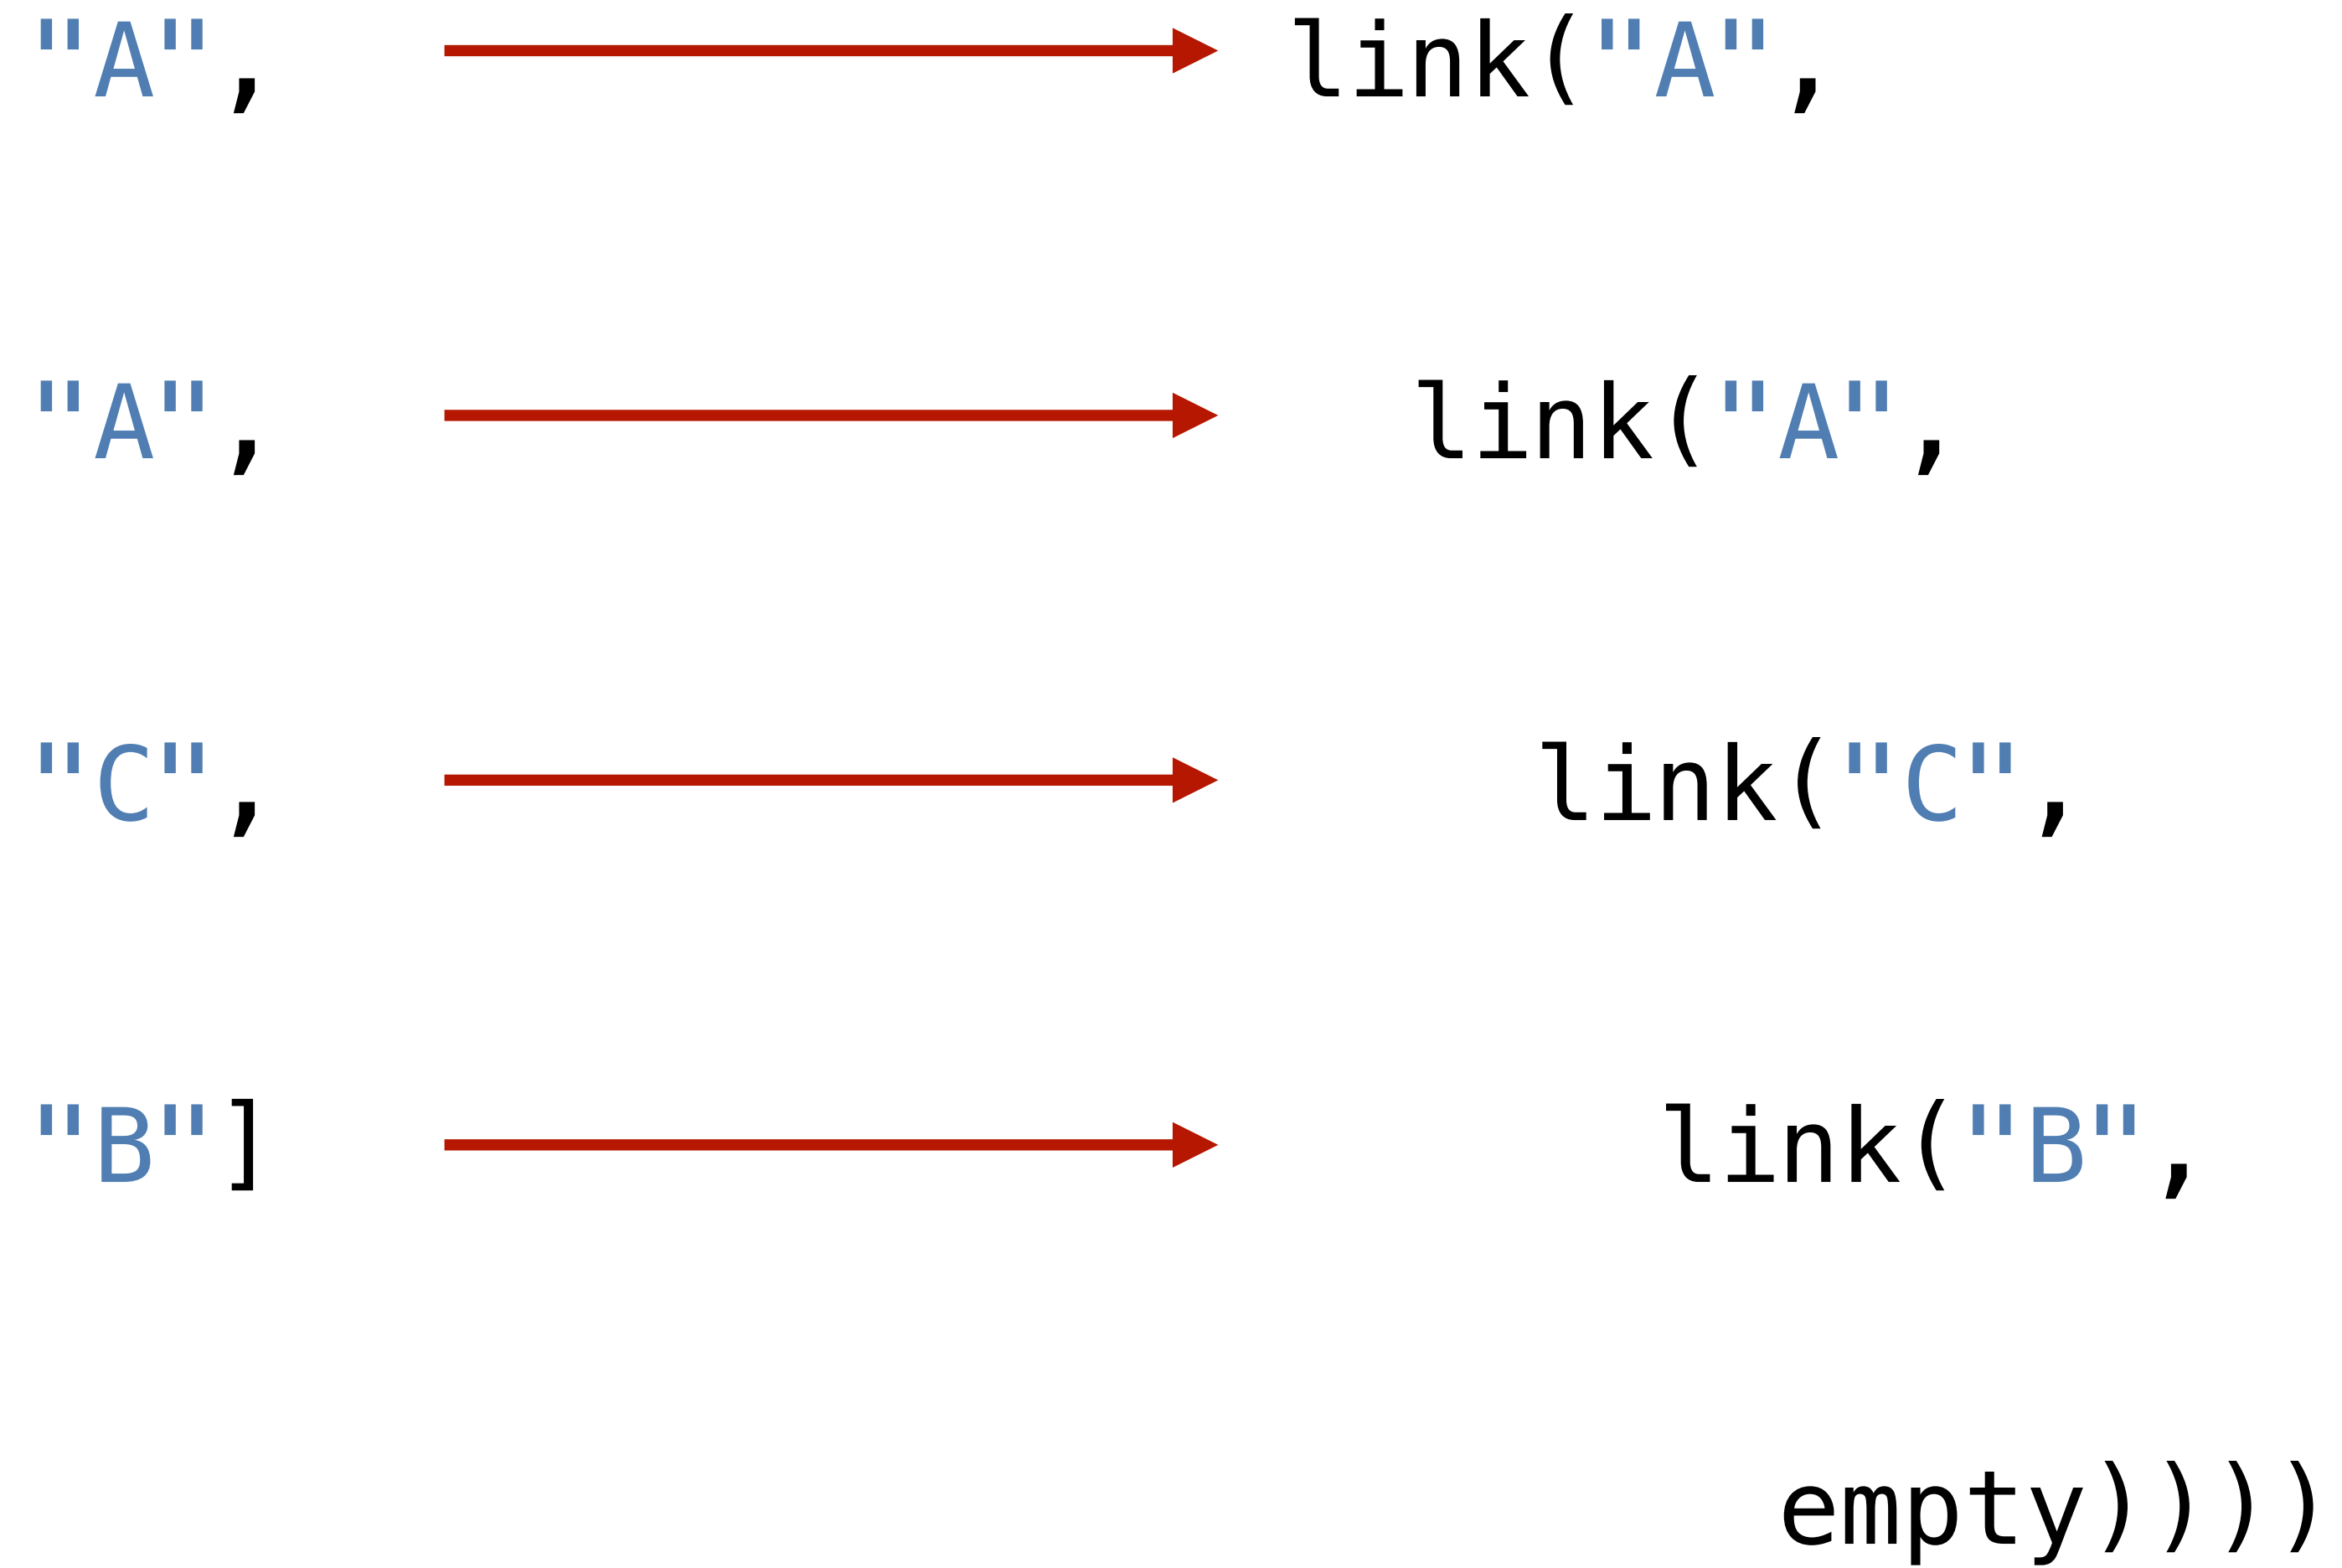 "A", link("A",
"A", link("A",
"C", link("C",
"B"] link("B",
empty))))